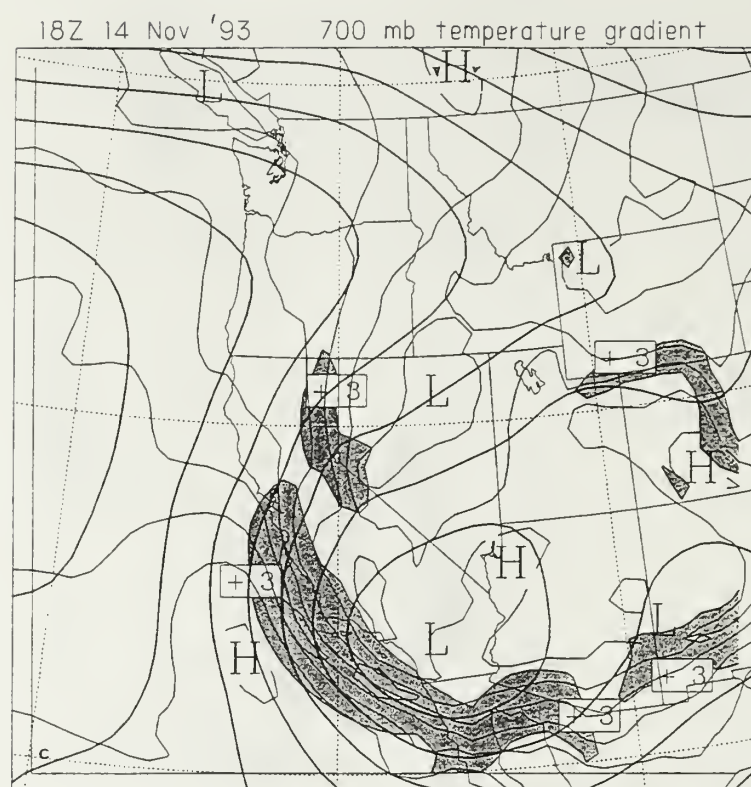 18Z 14 Nov '93 700 mb temperature gradient
H
L
L
+ 3
+ 3
L
H
H
+ 3
L
L
H
+ 3
+ 3
c